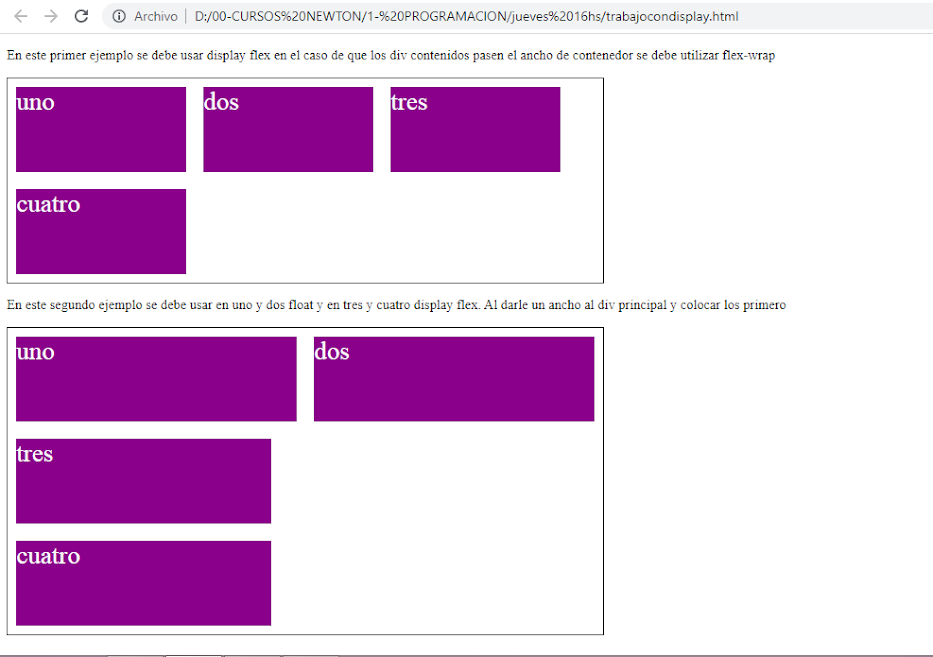 Archivo | D:/00-CURSOS%20NEWTON/1-%20PROGRAMACION/jueves%2016hs/trabajocondisplay.html
En este primer ejemplo se debe usar display flex en el caso de que los div contenidos pasen el ancho de contenedor se debe utilizar flex-wrap
uno dos tres
cuatro
En este segundo ejemplo se debe usar en uno y dos float y en tres y cuatro display flex. Al darle un ancho al div principal y colocar los primero
uno dos
tres
cuatro